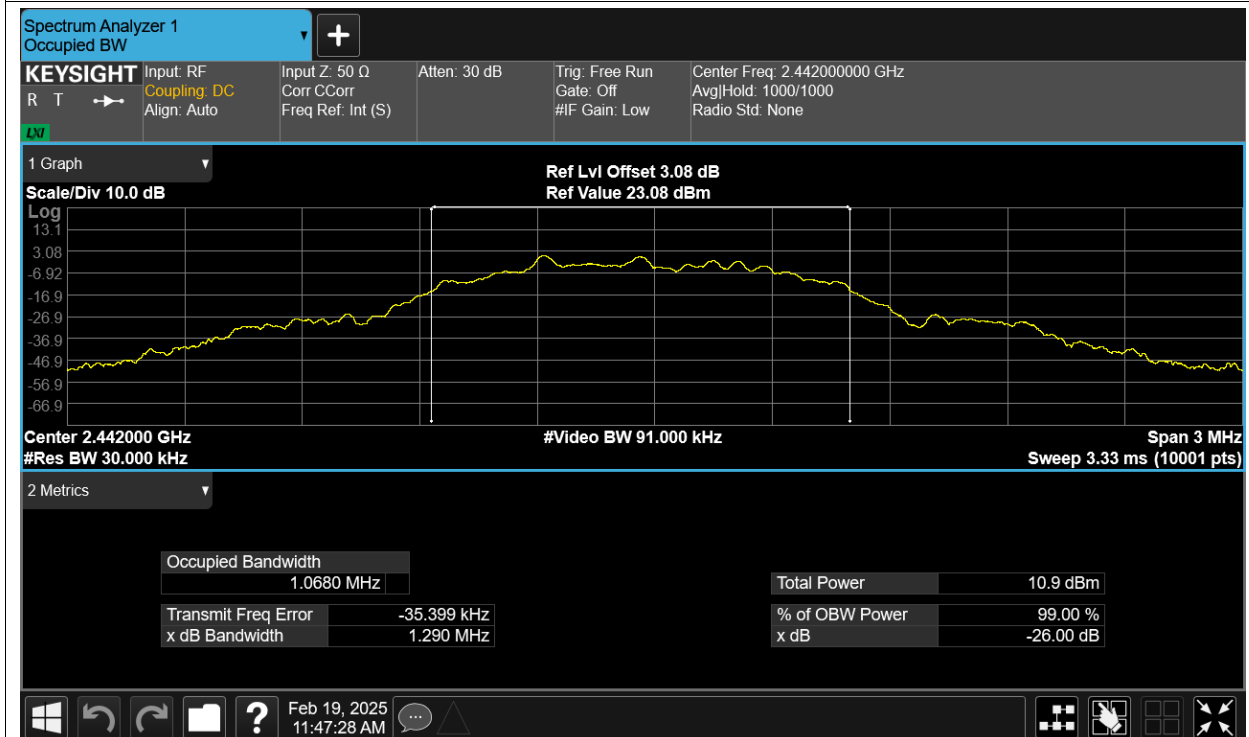 Spectrum Analyzer 1
Occupied BW
KEYSIGHT
R T
LXI
Input: RF
Coupling: DC
Align: Auto
Input Z: 50 Ω
Corr CCorr
Freq Ref: Int (S)
Atten: 30 dB
Trig: Free Run
Gate: Off
#IF Gain: Low
Center Freq: 2.442000000 GHz
Avg|Hold: 1000/1000
Radio Std: None
1 Graph
Scale/Div 10.0 dB
Ref Lvl Offset 3.08 dB
Ref Value 23.08 dBm
Log
13.1
3.08
-6.92
-16.9
-26.9
-36.9
-46.9
-56.9
-66.9
Center 2.442000 GHz
#Res BW 30.000 kHz
#Video BW 91.000 kHz
Span 3 MHz
Sweep 3.33 ms (10001 pts)
2 Metrics
Occupied Bandwidth
1.0680 MHz
Transmit Freq Error -35.399 kHz
x dB Bandwidth 1.290 MHz
Total Power 10.9 dBm
% of OBW Power 99.00 %
x dB -26.00 dB
?
Feb 19, 2025
11:47:28 AM